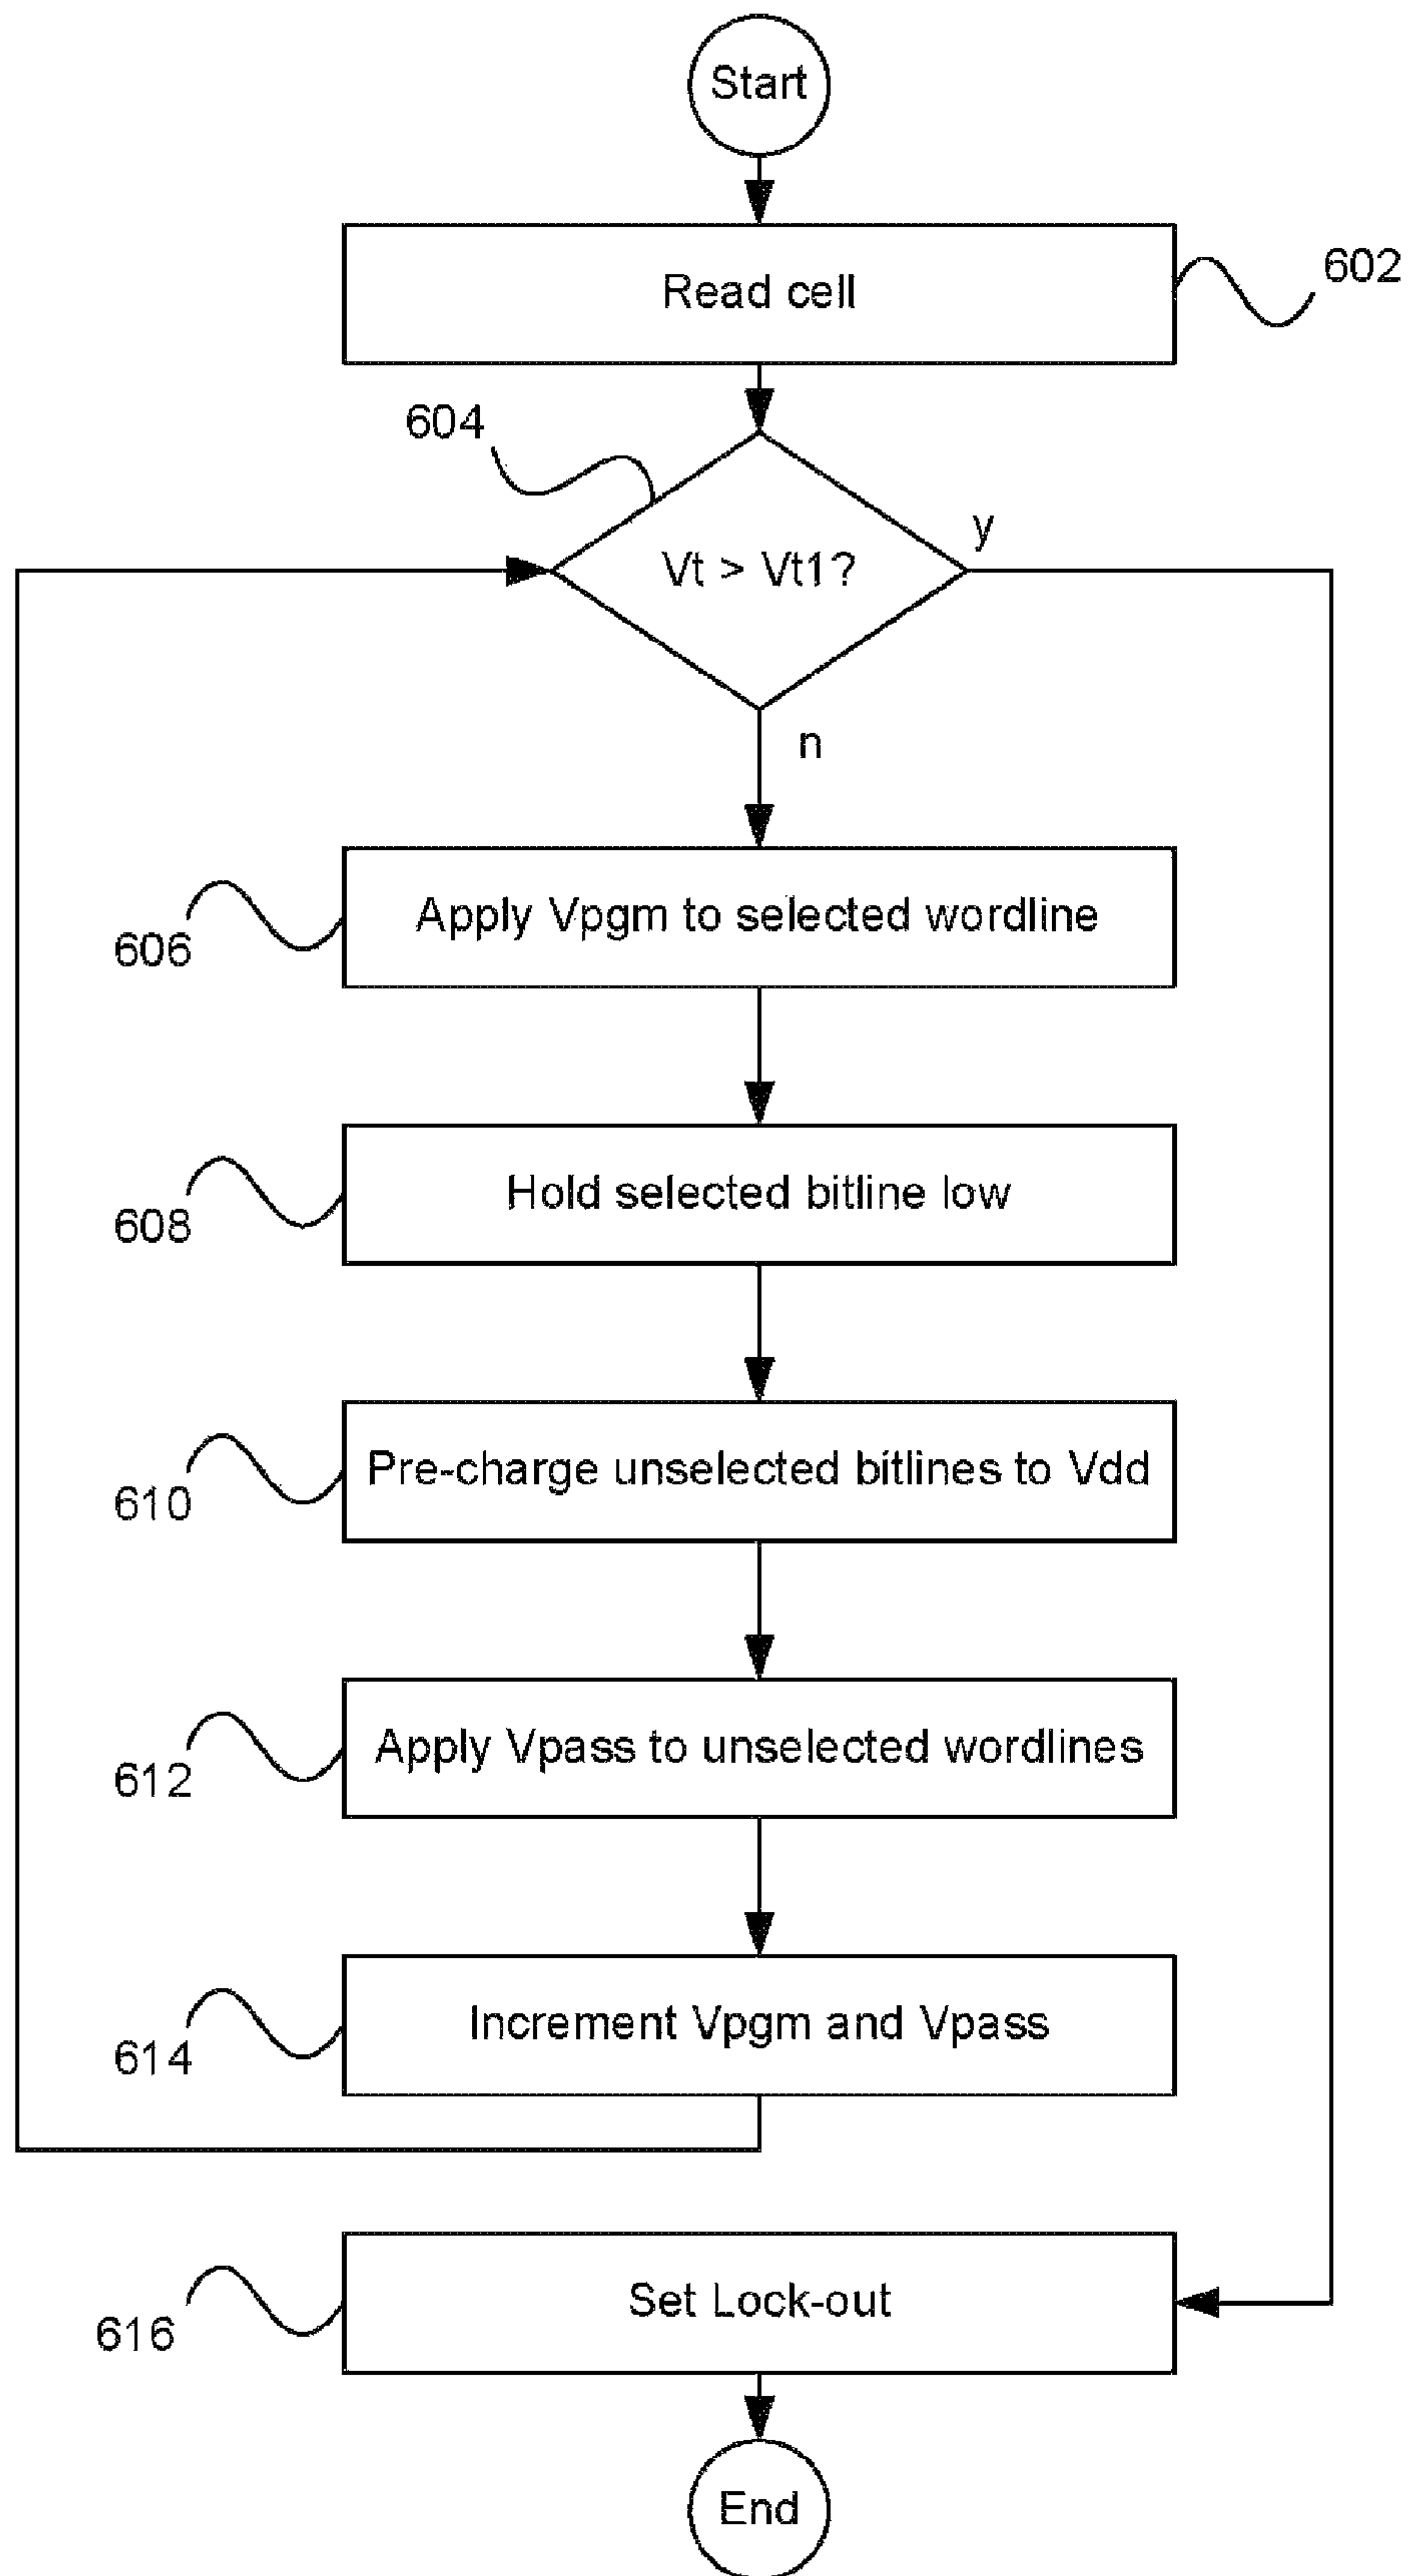 Start
Read cell
602
604
Vt > Vt1?
y
n
Apply Vpgm to selected wordline
606
Hold selected bitline low
608
Pre-charge unselected bitlines to Vdd
610
Apply Vpass to unselected wordlines
612
Increment Vpgm and Vpass
614
Set Lock-out
616
End